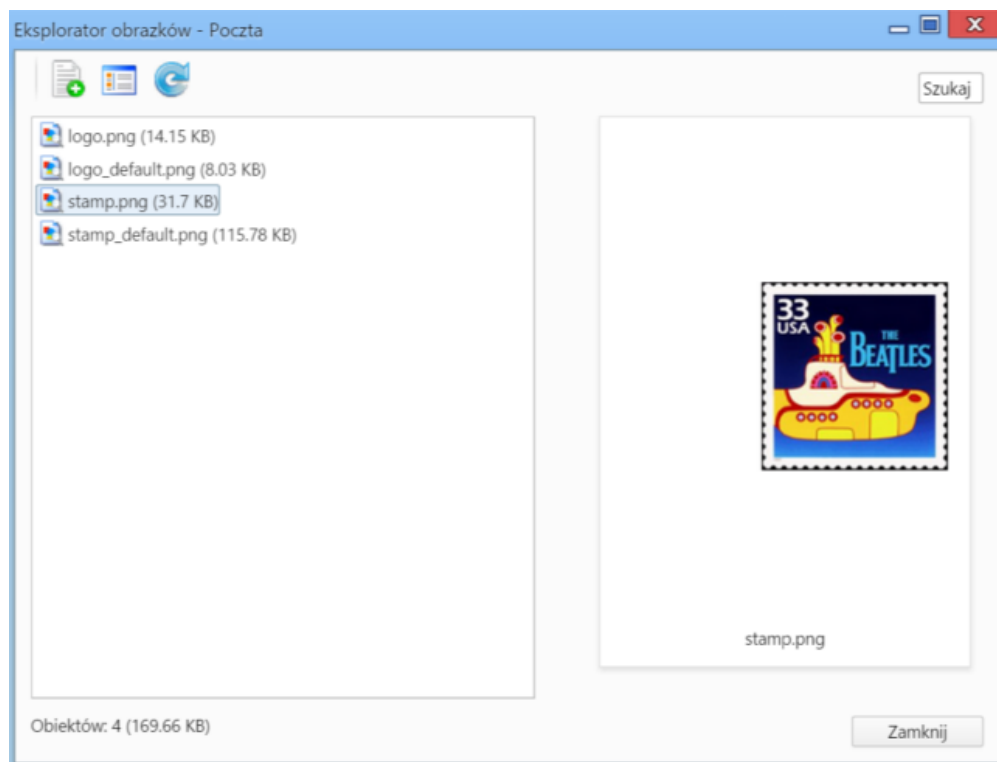 Eksplorator obrazków - Poczta
Szukaj
logo.png (14.15 KB)
logo_default.png (8.03 KB)
stamp.png (31.7 KB)
stamp_default.png (115.78 KB)
33
USA
THE
BEATLES
stamp.png
Obiektów: 4 (169.66 KB)
Zamknij